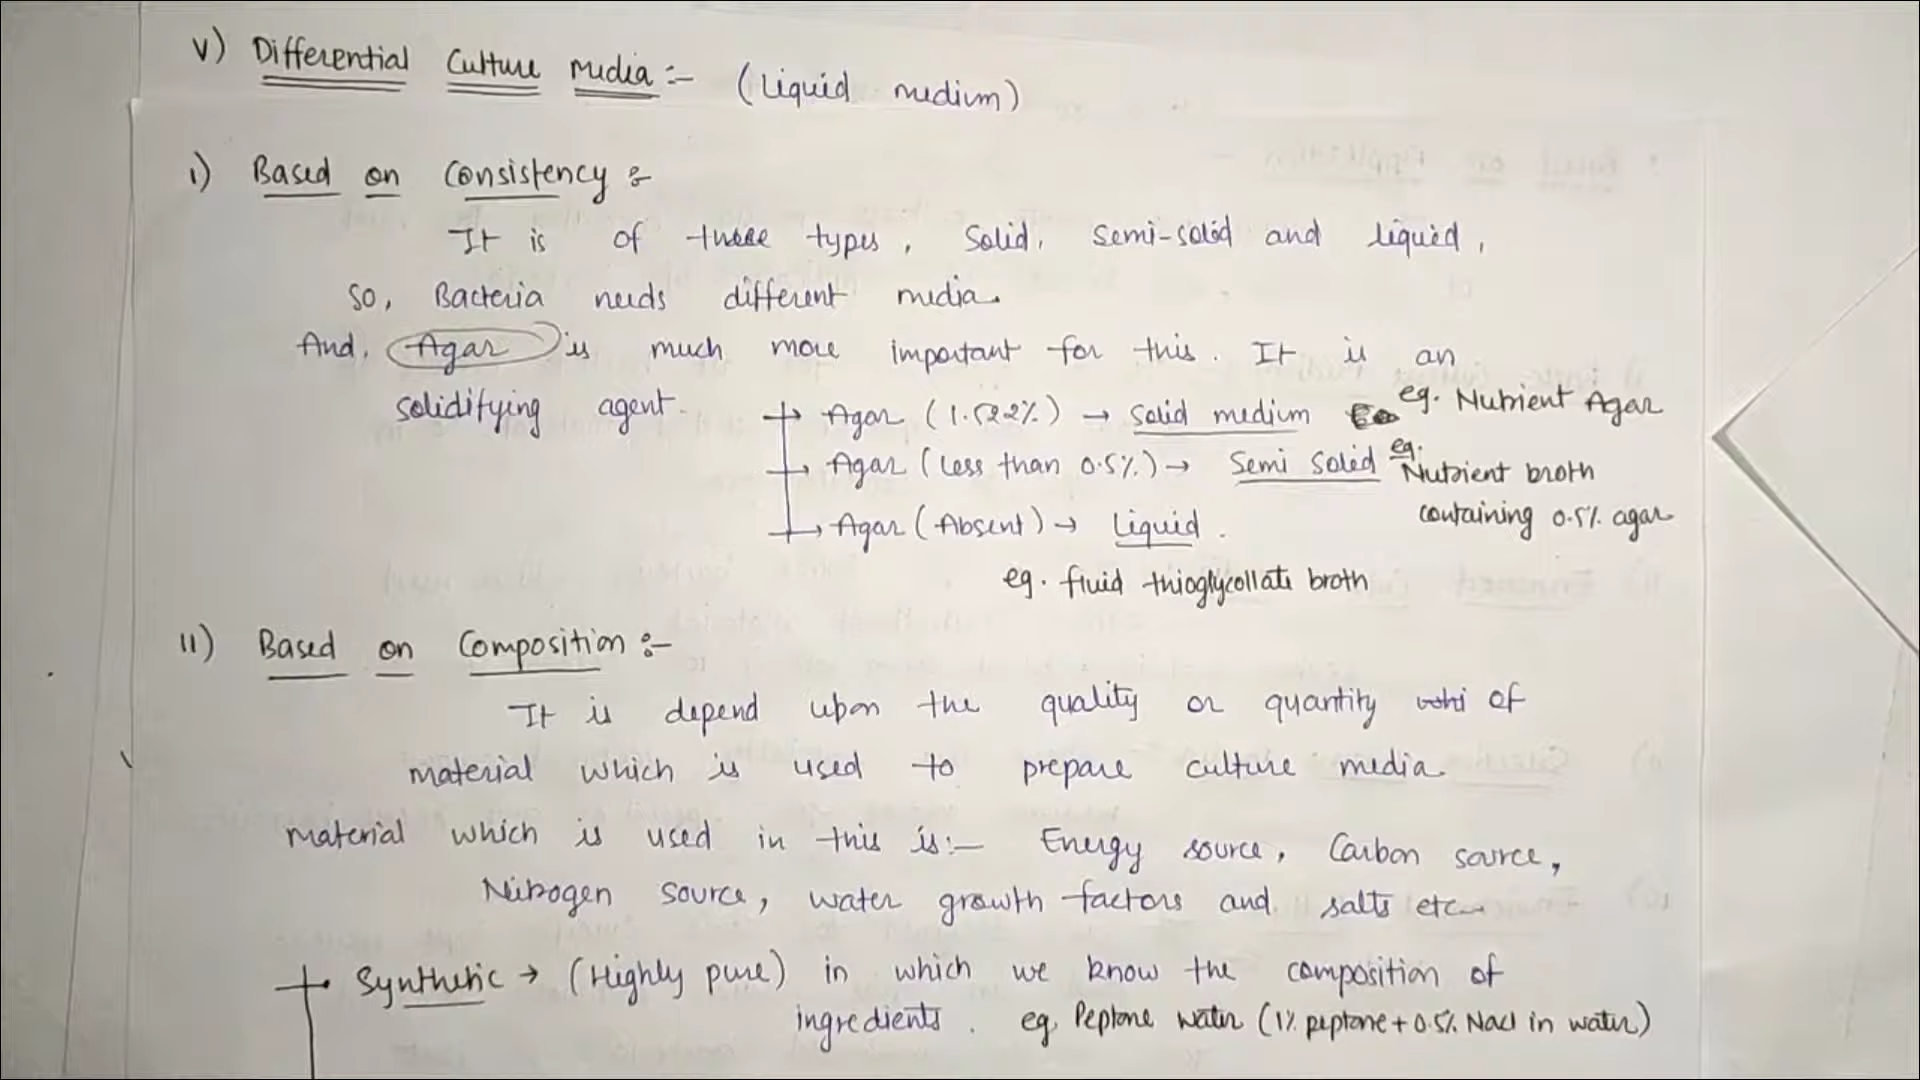 V) Differential Culture Media :- (Liquid medium)
i) Based on Consistency :-
It is of these types, Solid, Semi-solid and liquid,
So, Bacteria needs different media.
And, Agar is much more important for this. It is an
solidifying agent.
→ Agar (1.5-2%) → Solid medium eg. Nutrient Agar
→ Agar (Less than 0.5%) → Semi Solid eg. Nutrient broth
containing 0.5% agar
→ Agar (Absent) → Liquid.
eg. fluid thioglycollate broth
II) Based on Composition :-
It is depend upon the quality or quantity of
material which is used to prepare culture media.
Material which is used in this is:- Energy source, Carbon source,
Nitrogen source, water growth factors and salts etc.
→ Synthetic → (Highly pure) in which we know the composition of
ingredients. eg. Peptone water (1% peptone + 0.5% Nacl in water)